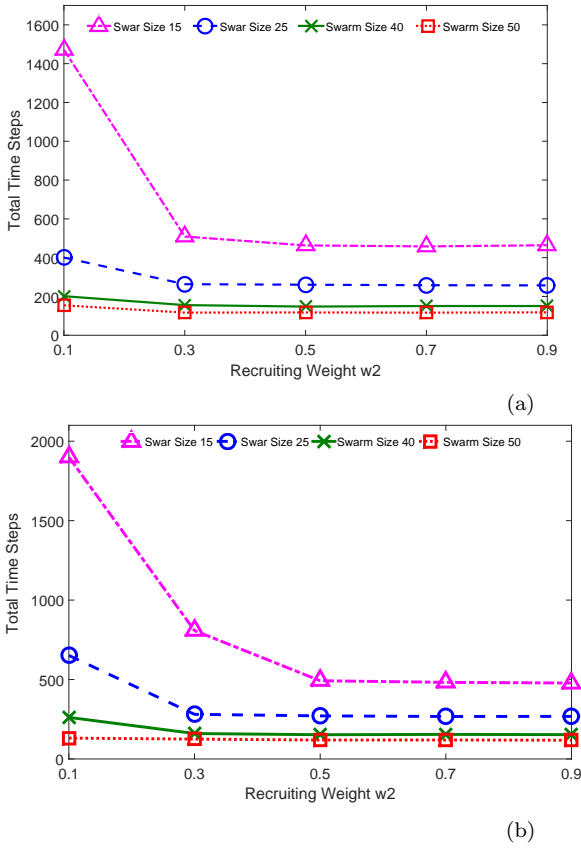 Swar Size 15 Swar Size 25 Swarm Size 40 Swarm Size 50
1600
1400
1200
1000
800
600
400
200
0
Total Time Steps
0.1 0.3 0.5 0.7 0.9
Recruiting Weight w2
(a)
Swar Size 15 Swar Size 25 Swarm Size 40 Swarm Size 50
2000
1500
1000
500
0
Total Time Steps
0.1 0.3 0.5 0.7 0.9
Recruiting Weight w2
(b)